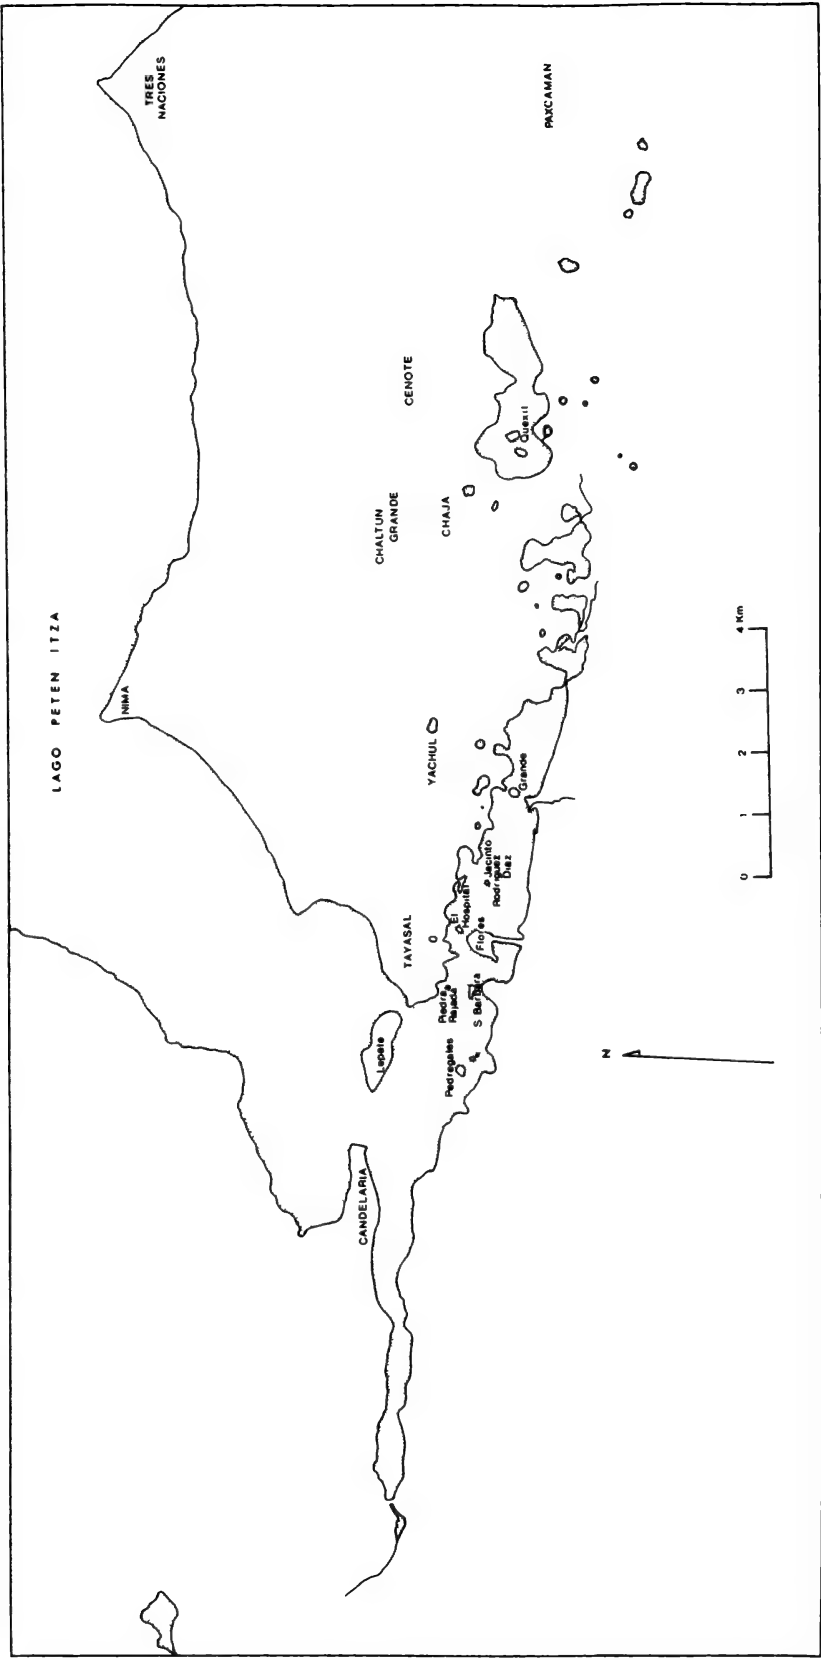 LAGO PETEN ITZA
TRES
NACIONES
NIMA
PAXCAMAN
CENOTE
CHALTUN
GRANDE
CHAJA
Quexil
YACHUL
Grande
TAYASAL
Jacinto
Rodriguez
Diaz
El
Hospital
Flores
Piedra
Rajada
S Barbara
Lepete
Pedregales
CANDELARIA
N
0 1 2 3 4 Km